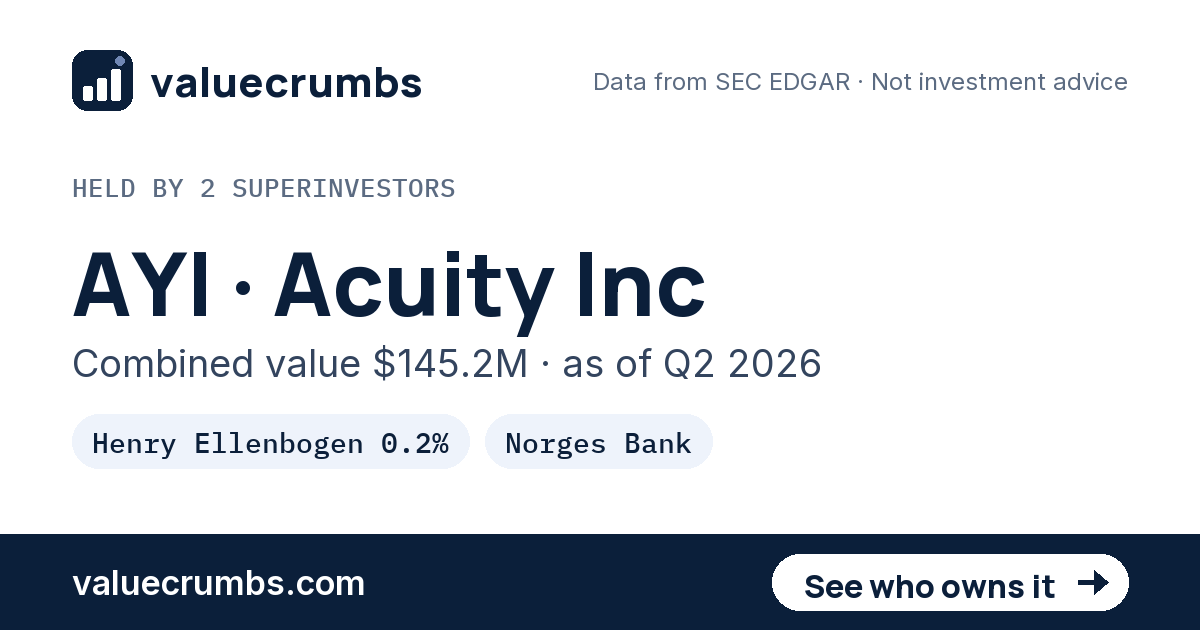 valuecrumbs
Data from SEC EDGAR · Not investment advice
HELD BY 2 SUPERINVESTORS
AYI · Acuity Inc
Combined value $145.2M · as of Q2 2026
Henry Ellenbogen 0.2%
Norges Bank
valuecrumbs.com
See who owns it →